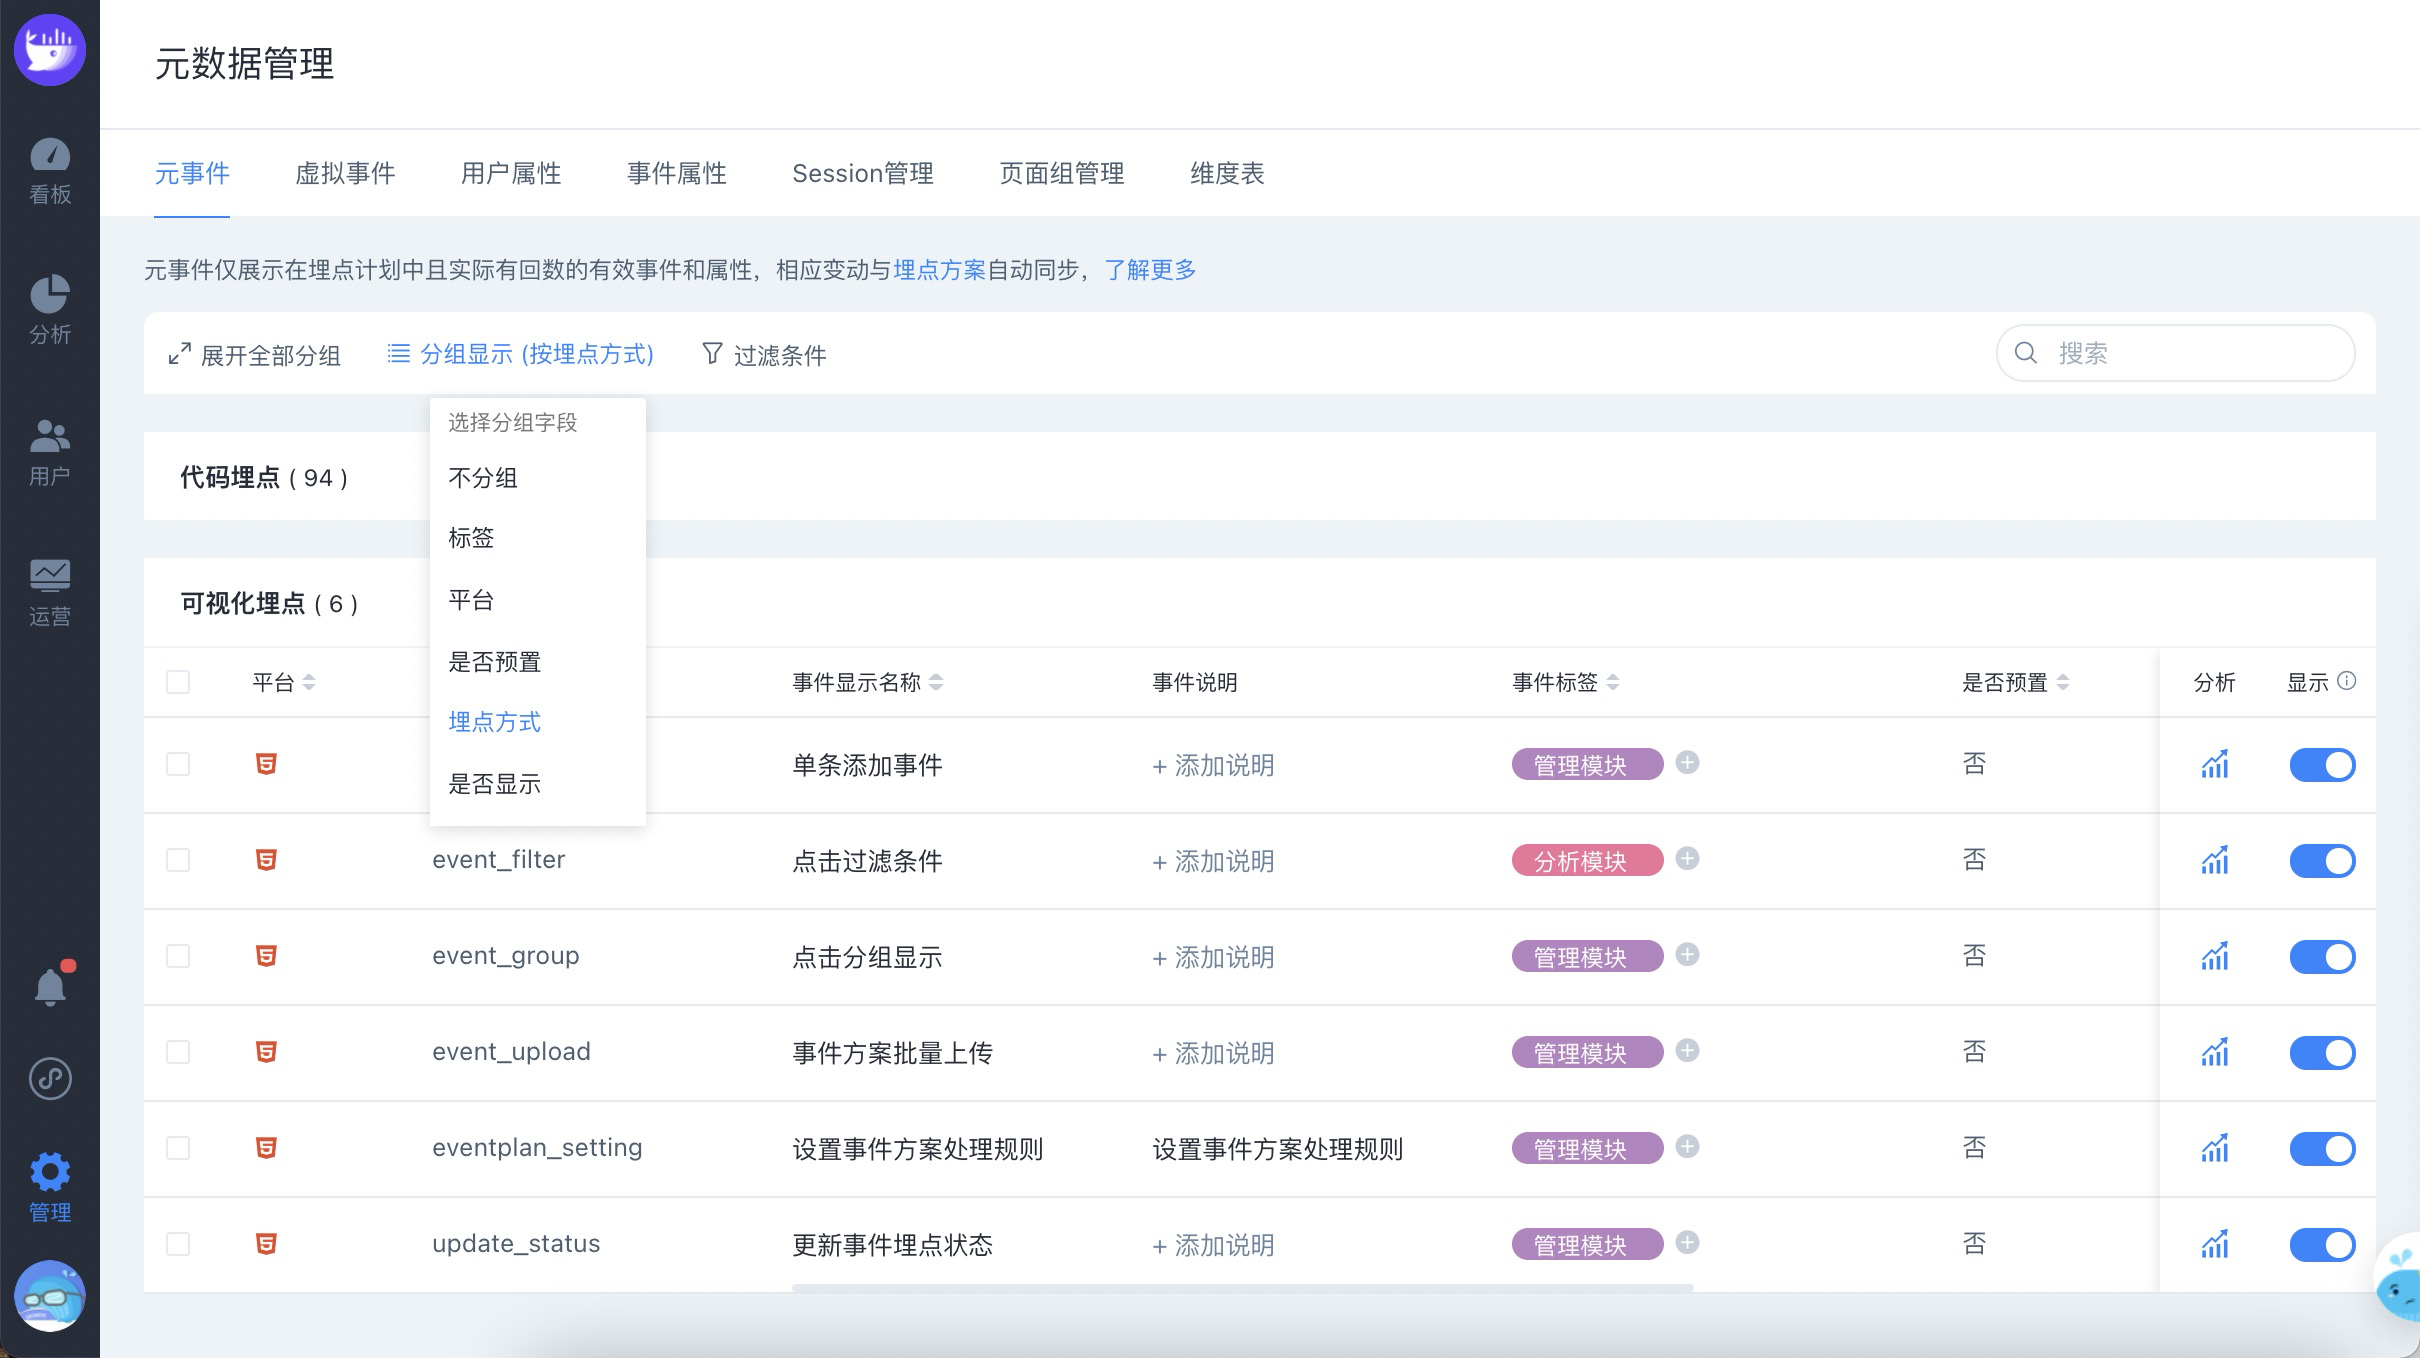 元数据管理
元事件 虚拟事件 用户属性 事件属性 Session管理 页面组管理 维度表
元事件仅展示在埋点计划中且实际有回数的有效事件和属性，相应变动与埋点方案自动同步，了解更多
展开全部分组 分组显示 (按埋点方式) 过滤条件 搜索
选择分组字段
不分组
标签
平台
是否预置
埋点方式
是否显示
代码埋点 ( 94 )
可视化埋点 ( 6 )
平台 事件显示名称 事件说明 事件标签 是否预置 分析 显示
单条添加事件 + 添加说明 管理模块 否
event_filter 点击过滤条件 + 添加说明 分析模块 否
event_group 点击分组显示 + 添加说明 管理模块 否
event_upload 事件方案批量上传 + 添加说明 管理模块 否
eventplan_setting 设置事件方案处理规则 设置事件方案处理规则 管理模块 否
update_status 更新事件埋点状态 + 添加说明 管理模块 否
看板
分析
用户
运营
管理